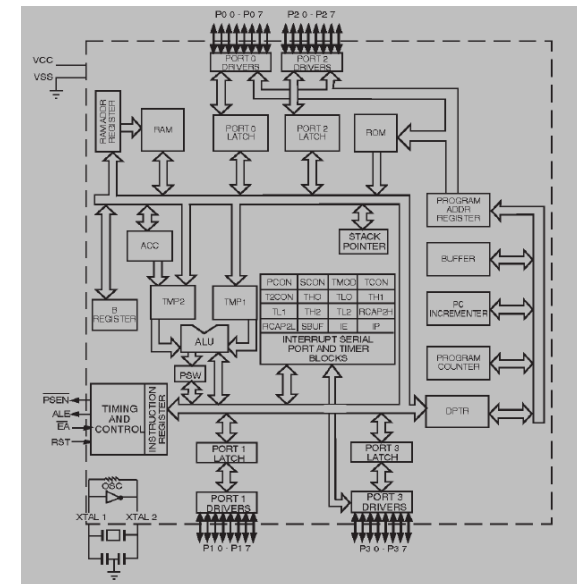 P0 0 - P0 7
P2 0 - P2 7
VCC
VSS
PORT 0
DRIVERS
PORT 2
DRIVERS
RAM ADDR
REGISTER
RAM
PORT 0
LATCH
PORT 2
LATCH
ROM
PROGRAM
ADDR
REGISTER
STACK
POINTER
ACC
BUFFER
B
REGISTER
TMP2
TMP1
PCON SCON TMOD TCON
T2CON TH0 TL0 TH1
TL1 TH2 TL2 RCAP2H
RCAP2L SBUF IE IP
INTERRUPT SERIAL
PORT AND TIMER
BLOCKS
PC
INCREMENTER
ALU
PSW
PROGRAM
COUNTER
PSEN
ALE
EA
RST
TIMING
AND
CONTROL
INSTRUCTION
REGISTER
DPTR
PORT 1
LATCH
PORT 3
LATCH
OSC
XTAL 1
XTAL 2
PORT 1
DRIVERS
PORT 3
DRIVERS
P1 0 - P1 7
P3 0 - P3 7